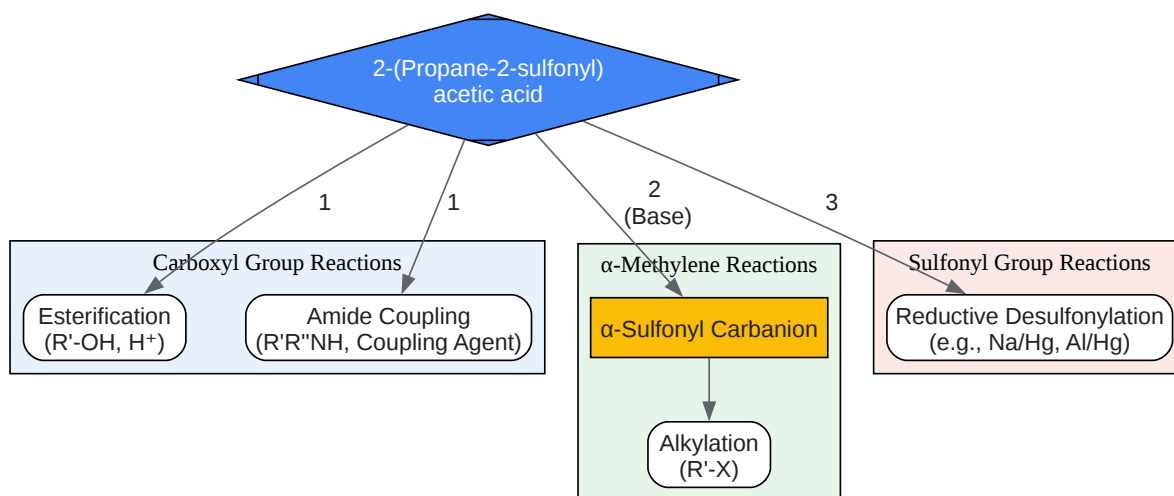 2-(Propane-2-sulfonyl)
acetic acid
1
1
2
(Base)
3
Carboxyl Group Reactions
Esterification
(R'-OH, H⁺)
Amide Coupling
(R'R''NH, Coupling Agent)
α-Methylene Reactions
α-Sulfonyl Carbanion
Alkylation
(R'-X)
Sulfonyl Group Reactions
Reductive Desulfonylation
(e.g., Na/Hg, Al/Hg)